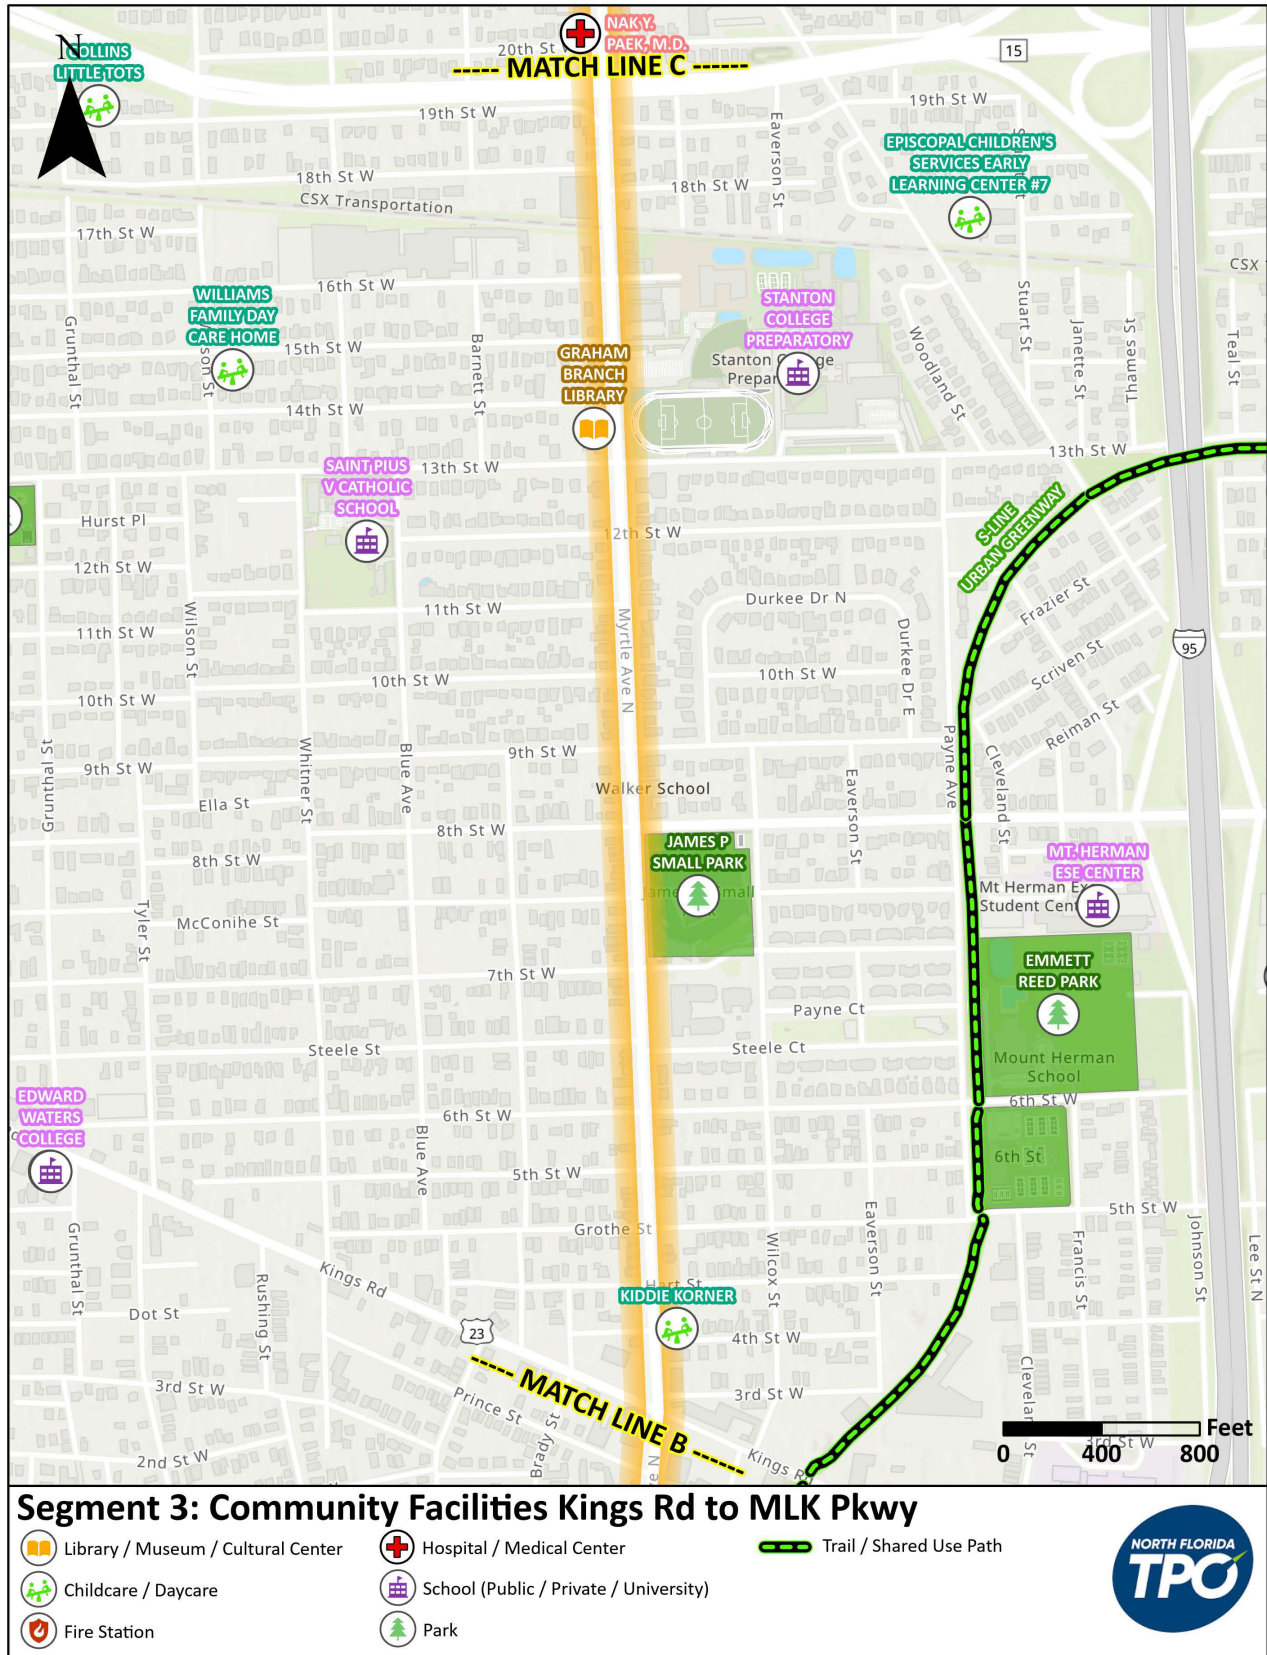 NAK Y.
PAEK, M.D.
20th St W
----- MATCH LINE C ------
15
N
COLLINS
LITTLE TOTS
19th St W
19th St W
Eaverson St
EPISCOPAL CHILDREN'S
SERVICES EARLY
LEARNING CENTER #7
18th St W
18th St W
CSX Transportation
17th St W
CSX
16th St W
WILLIAMS
FAMILY DAY
CARE HOME
STANTON
COLLEGE
PREPARATORY
Stuart St
Grunthal St
15th St W
Barnett St
Janette St
Thames St
Teal St
Woodland St
GRAHAM
BRANCH
LIBRARY
14th St W
13th St W
SAINT PIUS
V CATHOLIC
SCHOOL
13th St W
S-LINE
URBAN GREENWAY
Hurst Pl
12th St W
12th St W
Frazier St
Durkee Dr N
11th St W
11th St W
Wilson St
Myrtle Ave N
Durkee Dr E
95
Scriven St
10th St W
10th St W
10th St W
Reiman St
9th St W
9th St W
Grunthal St
Whitner St
Blue Ave
Payne Ave
Cleveland St
Eaverson St
Walker School
Ella St
8th St W
8th St W
JAMES P
SMALL PARK
MT. HERMAN
ESE CENTER
Tyler St
McConihe St
7th St W
EMMETT
REED PARK
Payne Ct
Steele St
Steele Ct
Mount Herman
School
EDWARD
WATERS
COLLEGE
6th St W
6th St W
Blue Ave
5th St W
6th St
5th St W
Grothe St
Eaverson St
Wilcox St
Francis St
Johnson St
Lee St N
Grunthal St
Kings Rd
Rushing St
Hart St
KIDDIE KORNER
Dot St
23
4th St W
3rd St W
3rd St W
Prince St
----- MATCH LINE B ------
Brady St
2nd St W
Kings R
3rd St W
Feet
0 400 800
Segment 3: Community Facilities Kings Rd to MLK Pkwy
Library / Museum / Cultural Center
Hospital / Medical Center
Trail / Shared Use Path
Childcare / Daycare
School (Public / Private / University)
Fire Station
Park
NORTH FLORIDA
TPO